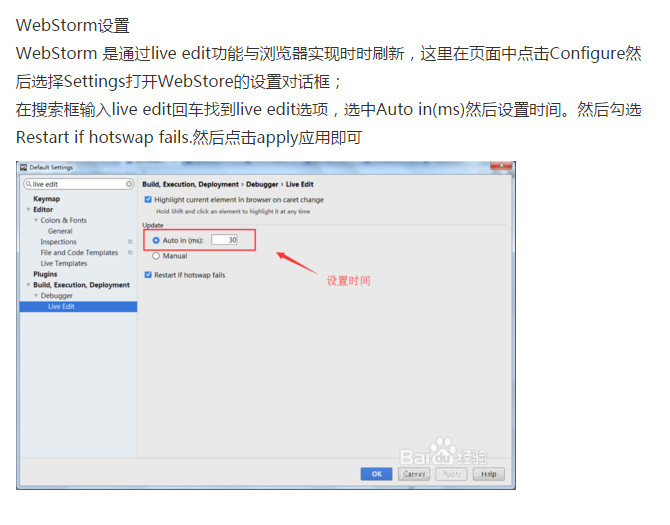 WebStorm设置
WebStorm 是通过live edit功能与浏览器实现时时刷新，这里在页面中点击Configure然
后选择Settings打开WebStore的设置对话框；
在搜索框输入live edit回车找到live edit选项，选中Auto in(ms)然后设置时间。然后勾选
Restart if hotswap fails.然后点击apply应用即可
Default Settings
live edit
Keymap
Editor
Colors & Fonts
General
Inspections
File and Code Templates
Live Templates
Plugins
Build, Execution, Deployment
Debugger
Live Edit
Build, Execution, Deployment › Debugger › Live Edit
Highlight current element in browser on caret change
Hold Shift and click an element to highlight it at any time
Update
Auto in (ms): 30
Manual
Restart if hotswap fails
设置时间
Baidu经验
OK Cancel Apply Help